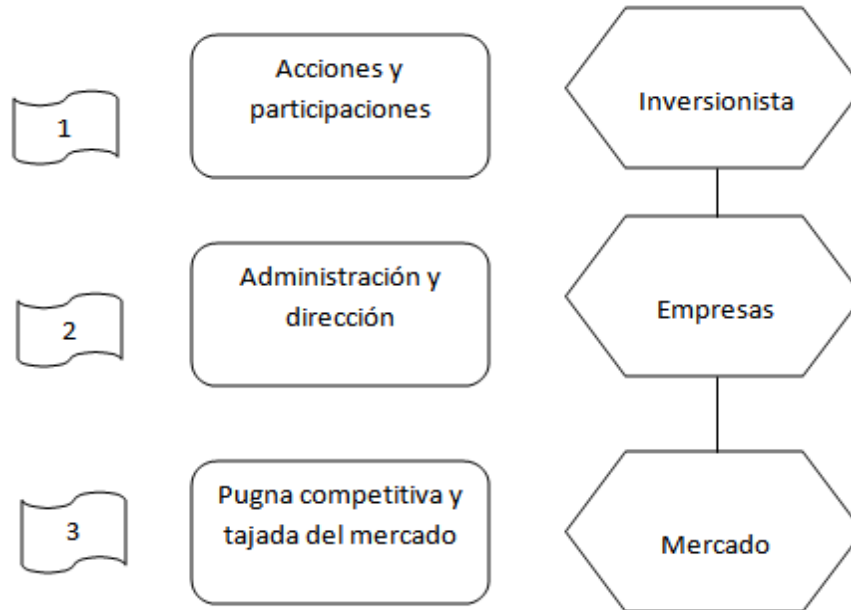 1
Acciones y
participaciones
Inversionista
2
Administración y
dirección
Empresas
3
Pugna competitiva y
tajada del mercado
Mercado